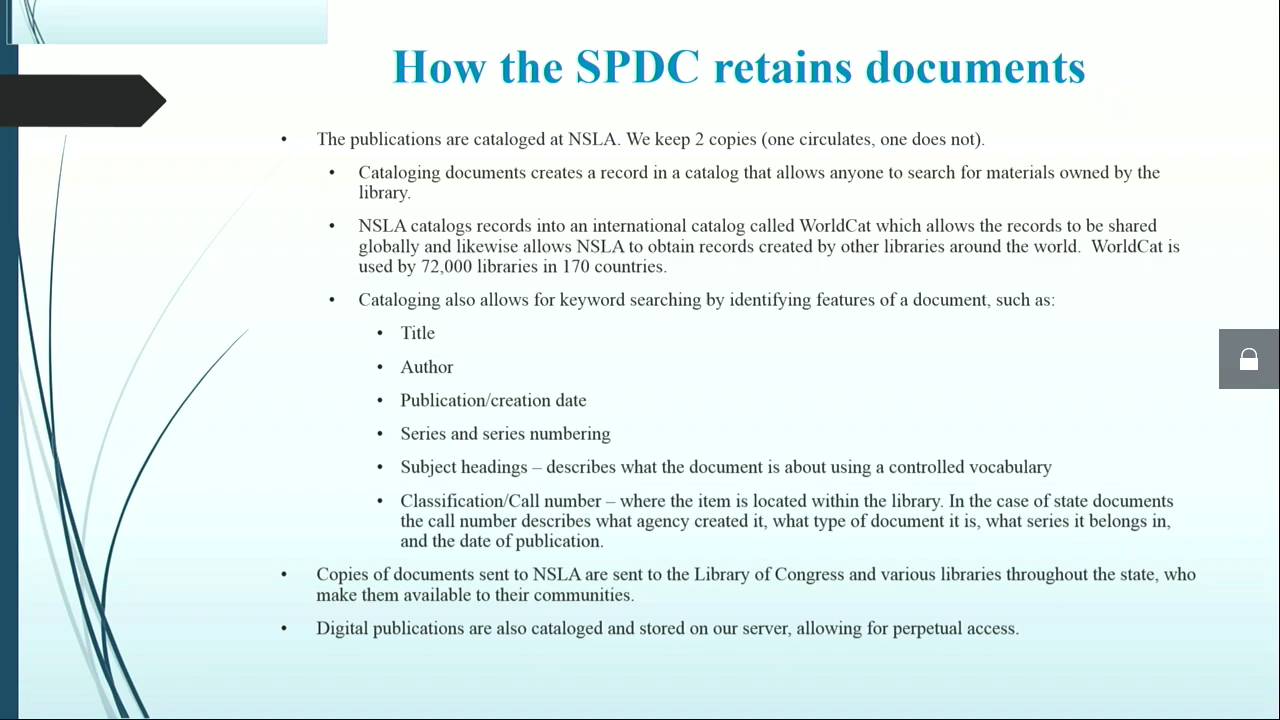 How the SPDC retains documents
• The publications are cataloged at NSLA. We keep 2 copies (one circulates, one does not).
• Cataloging documents creates a record in a catalog that allows anyone to search for materials owned by the
library.
• NSLA catalogs records into an international catalog called WorldCat which allows the records to be shared
globally and likewise allows NSLA to obtain records created by other libraries around the world.  WorldCat is
used by 72,000 libraries in 170 countries.
• Cataloging also allows for keyword searching by identifying features of a document, such as:
• Title
• Author
• Publication/creation date
• Series and series numbering
• Subject headings – describes what the document is about using a controlled vocabulary
• Classification/Call number – where the item is located within the library. In the case of state documents
the call number describes what agency created it, what type of document it is, what series it belongs in,
and the date of publication.
• Copies of documents sent to NSLA are sent to the Library of Congress and various libraries throughout the state, who
make them available to their communities.
• Digital publications are also cataloged and stored on our server, allowing for perpetual access.